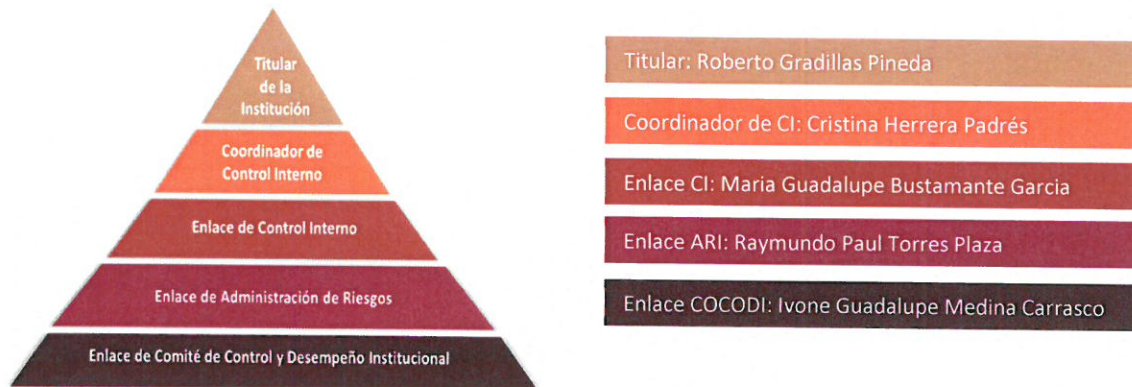 Titular
de la
Institución
Coordinador de
Control Interno
Enlace de Control Interno
Enlace de Administración de Riesgos
Enlace de Comité de Control y Desempeño Institucional
Titular: Roberto Gradillas Pineda
Coordinador de CI: Cristina Herrera Padrés
Enlace CI: Maria Guadalupe Bustamante Garcia
Enlace ARI: Raymundo Paul Torres Plaza
Enlace COCODI: Ivone Guadalupe Medina Carrasco